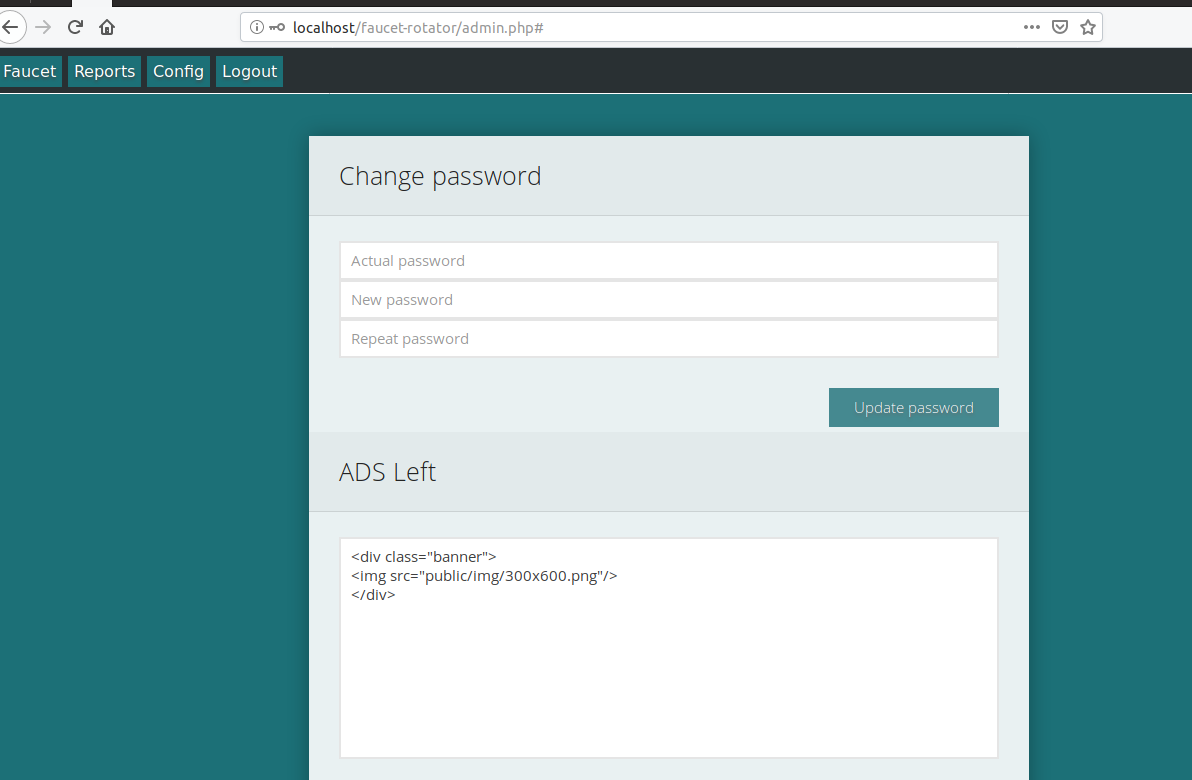 localhost/faucet-rotator/admin.php#
Faucet Reports Config Logout
Change password
Actual password
New password
Repeat password
Update password
ADS Left
<div class="banner">
<img src="public/img/300x600.png"/>
</div>